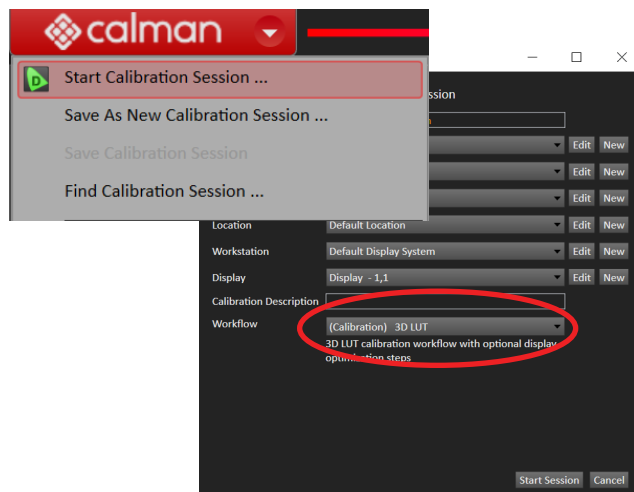 calman
Start Calibration Session ...
Save As New Calibration Session ...
Save Calibration Session
Find Calibration Session ...
ssion
Edit New
Edit New
Edit New
Location Default Location Edit New
Workstation Default Display System Edit New
Display Display - 1,1 Edit New
Calibration Description
Workflow (Calibration) 3D LUT
3D LUT calibration workflow with optional display
optimization steps
Start Session Cancel